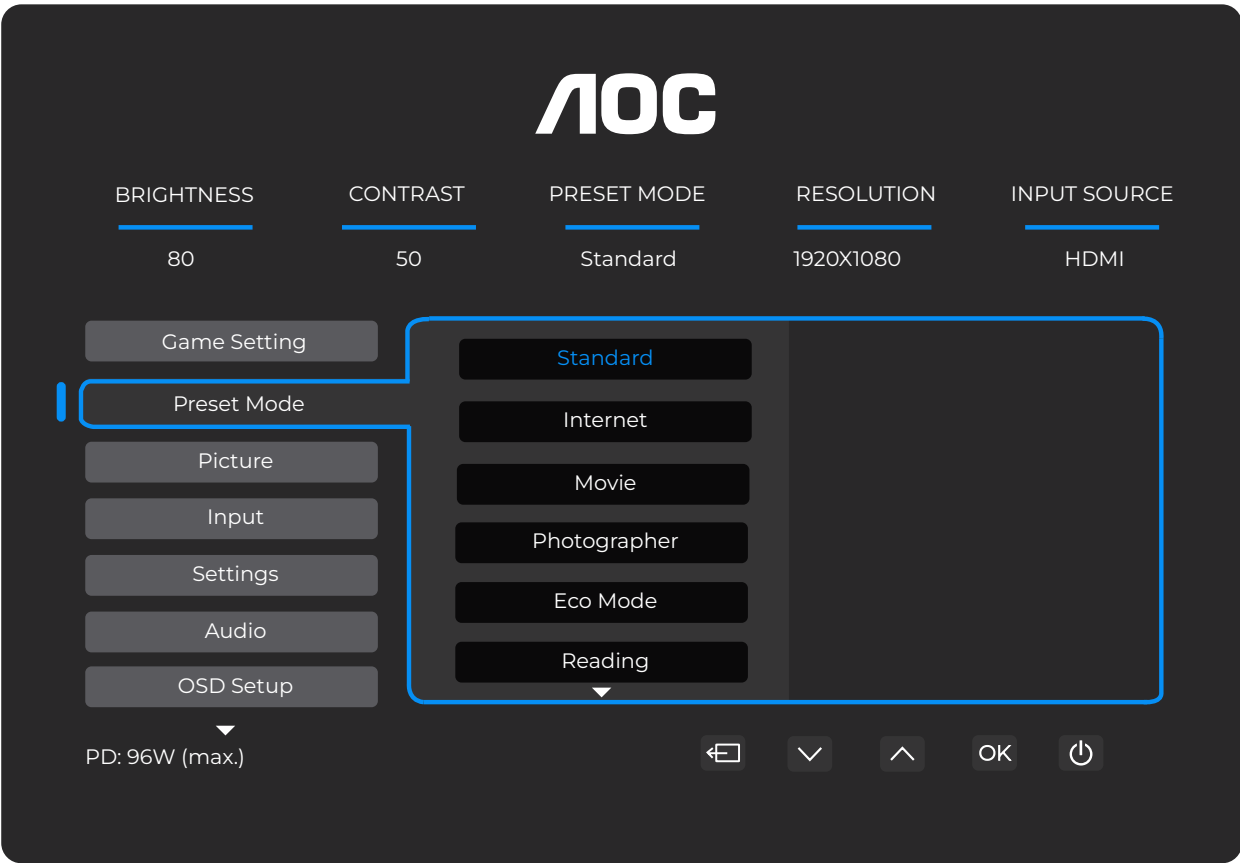 AOC
BRIGHTNESS CONTRAST PRESET MODE RESOLUTION INPUT SOURCE
80 50 Standard 1920X1080 HDMI
Game Setting
Preset Mode
Picture
Input
Settings
Audio
OSD Setup
Standard
Internet
Movie
Photographer
Eco Mode
Reading
PD: 96W (max.)
OK